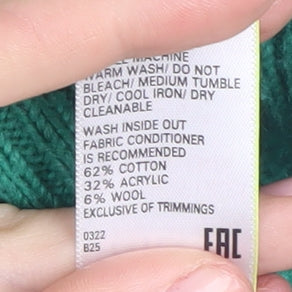 MACHINE
WARM WASH/ DO NOT
BLEACH/ MEDIUM TUMBLE
DRY/ COOL IRON/ DRY
CLEANABLE
WASH INSIDE OUT
FABRIC CONDITIONER
IS RECOMMENDED
62% COTTON
32% ACRYLIC
6% WOOL
EXCLUSIVE OF TRIMMINGS
0322
B25
EAC